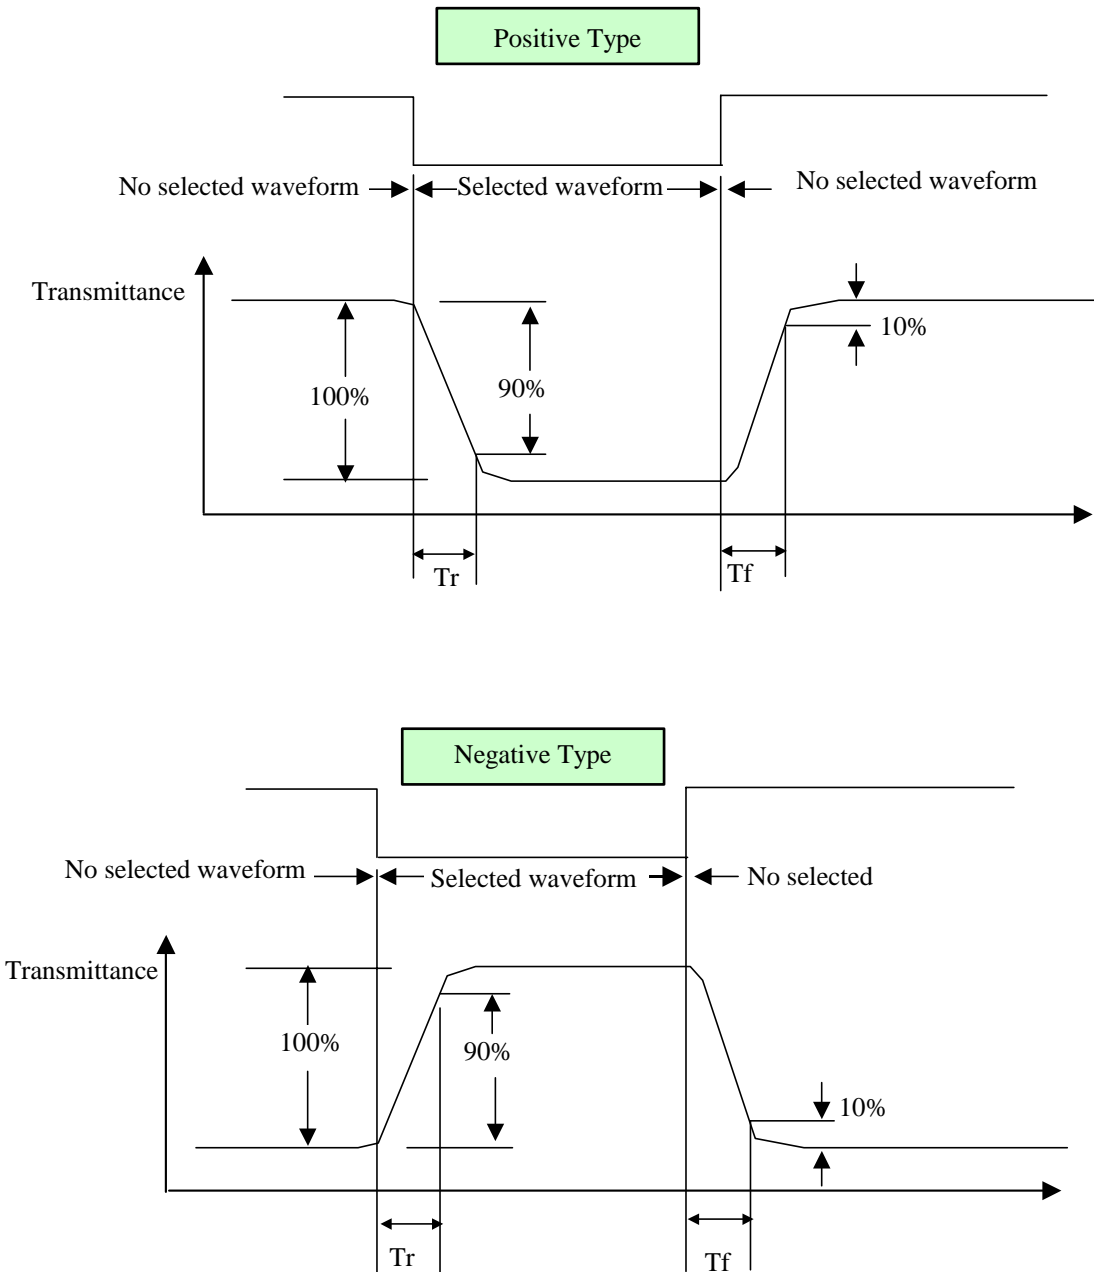 Positive Type
No selected waveform
Selected waveform
No selected waveform
Transmittance
10%
90%
100%
Tr
Tf
Negative Type
No selected waveform
Selected waveform
No selected
Transmittance
100%
90%
10%
Tr
Tf